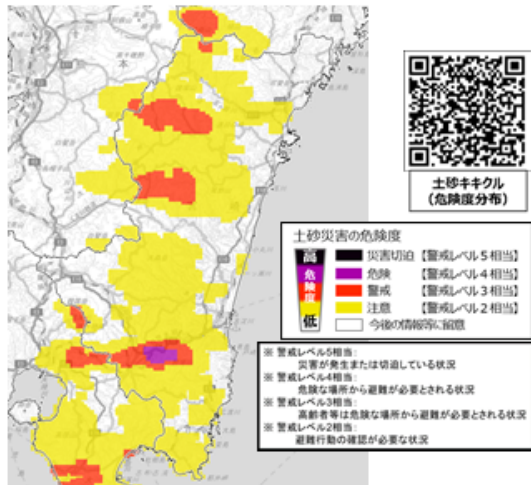 土砂キキクル
(危険度分布)
土砂災害の危険度
高
危険度
低
災害切迫 【警戒レベル5相当】
危険 【警戒レベル4相当】
警戒 【警戒レベル3相当】
注意 【警戒レベル2相当】
今後の情報等に留意
※ 警戒レベル5相当:
災害が発生または切迫している状況
※ 警戒レベル4相当:
危険な場所から避難が必要とされる状況
※ 警戒レベル3相当:
高齢者等は危険な場所から避難が必要とされる状況
※ 警戒レベル2相当:
避難行動の確認が必要な状況